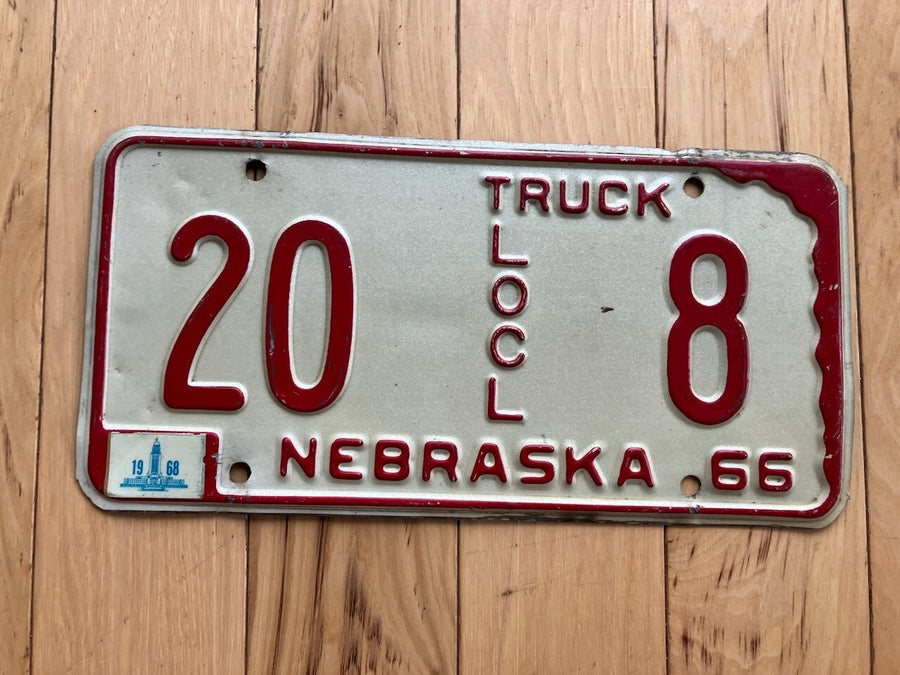 TRUCK
20 8
LOCL
19 68
NEBRASKA 66